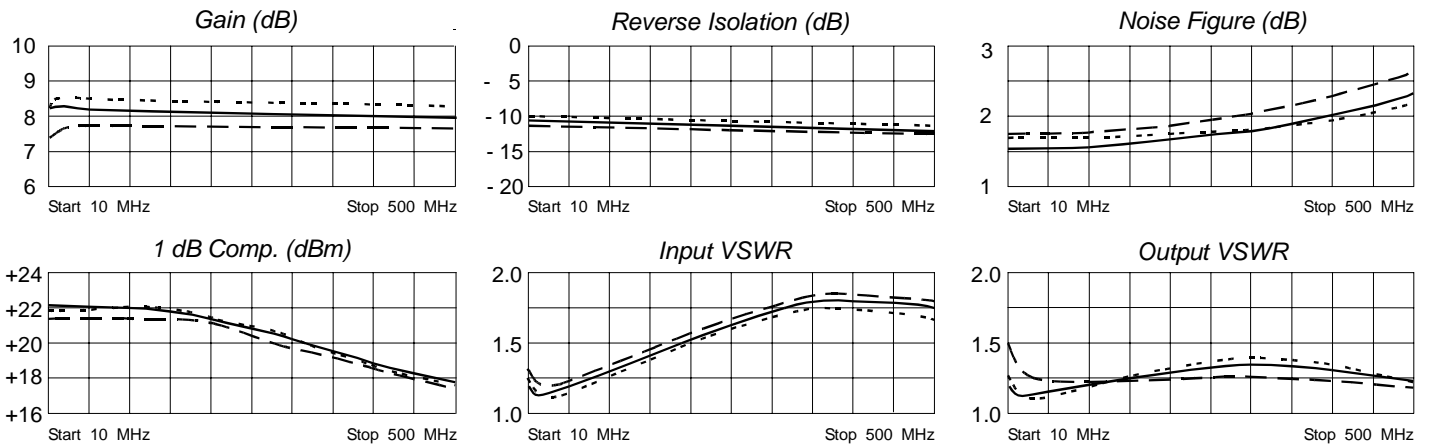 Gain (dB)
10
9
8
7
6
Start 10 MHz
Stop 500 MHz
Reverse Isolation (dB)
0
- 5
- 10
- 15
- 20
Start 10 MHz
Stop 500 MHz
Noise Figure (dB)
3
2
1
Start 10 MHz
Stop 500 MHz
1 dB Comp. (dBm)
+24
+22
+20
+18
+16
Start 10 MHz
Stop 500 MHz
Input VSWR
2.0
1.5
1.0
Start 10 MHz
Stop 500 MHz
Output VSWR
2.0
1.5
1.0
Start 10 MHz
Stop 500 MHz